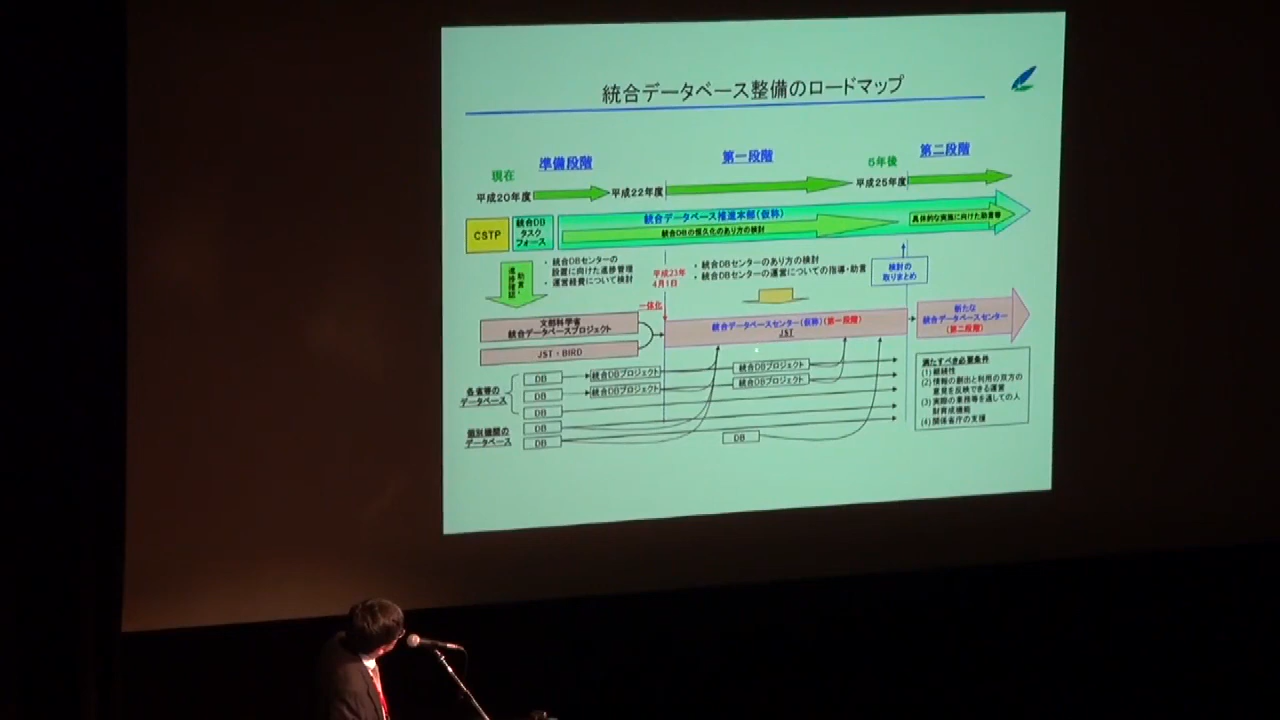 統合データベース整備のロードマップ
準備段階
第一段階
第二段階
現在
5年後
平成20年度
平成22年度
平成25年度
CSTP
統合DB
タスク
フォース
統合データベース推進本部(仮称)
統合DBの恒久化のあり方の検討
具体的な実施に向けた助言等
助言・
進捗確認
・ 統合DBセンターの
設置に向けた進捗管理
・ 運営経費について検討
平成23年
4月1日
・ 統合DBセンターのあり方の検討
・ 統合DBセンターの運営についての指導・助言
検討の
取りまとめ
一体化
文部科学省
統合データベースプロジェクト
JST・BIRD
統合データベースセンター(仮称)(第一段階)
JST
新たな
統合データベースセンター
(第二段階)
各省等の
データベース
DB
DB
DB
統合DBプロジェクト
統合DBプロジェクト
統合DBプロジェクト
統合DBプロジェクト
個別機関の
データベース
DB
DB
DB
満たすべき必要条件
(1) 継続性
(2) 情報の創出と利用の双方の
意見を反映できる運営
(3) 実際の業務等を通しての人
財育成機能
(4) 関係省庁の支援